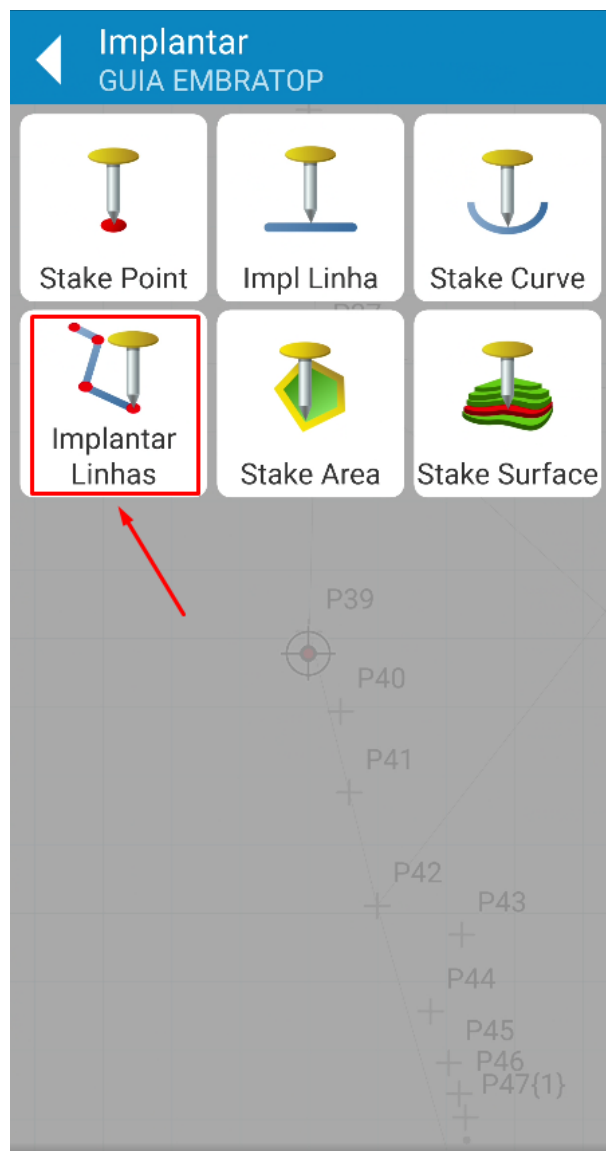 Implantar
GUIA EMBRATOP
Stake Point
Impl Linha
Stake Curve
Implantar
Linhas
Stake Area
Stake Surface
P39
P40
P41
P42
P43
P44
P45
P46
P47{1}